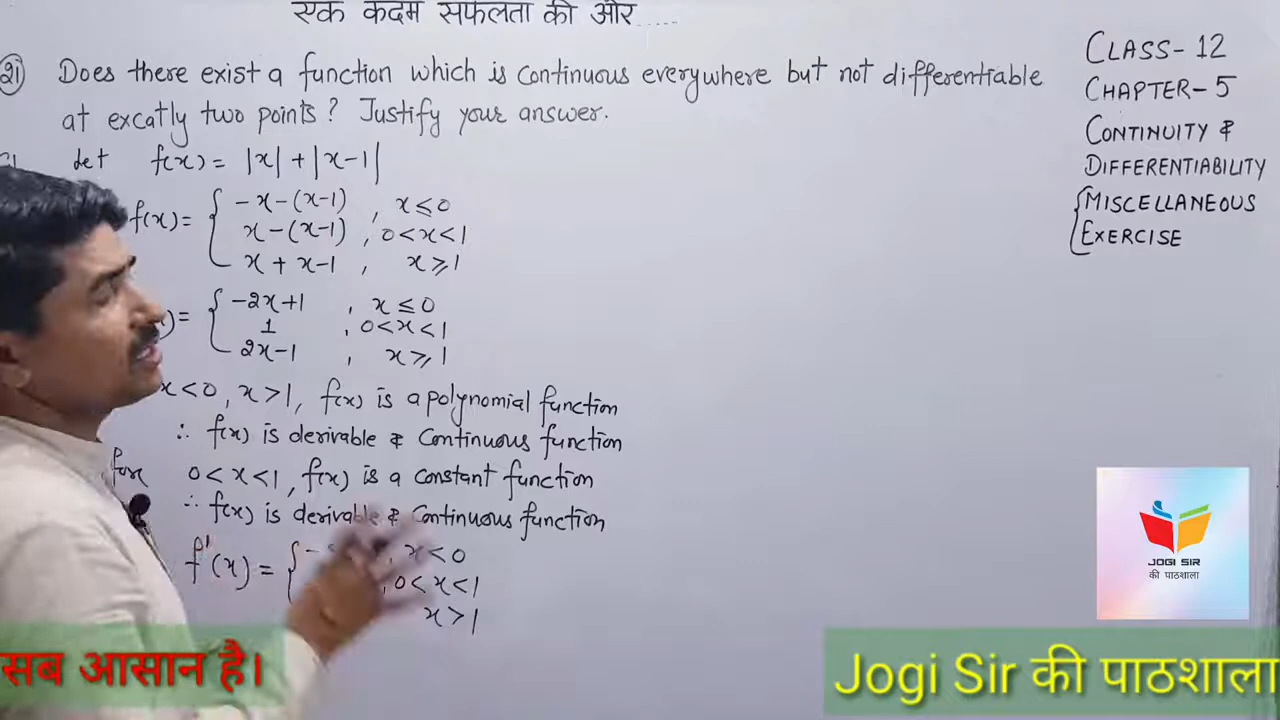 एक कदम सफलता की ओर.....
21 Does there exist a function which is continuous everywhere but not differentiable
at excatly two points? Justify your answer.
Let f(x) = |x| + |x-1|
f(x) = { -x-(x-1) , x ≤ 0
x-(x-1) , 0 < x < 1
x + x-1 , x ≥ 1
)= { -2x+1 , x ≤ 0
1 , 0 < x < 1
2x-1 , x ≥ 1
x < 0, x > 1, f(x) is a polynomial function
∴ f(x) is derivable & continuous function
for 0 < x < 1, f(x) is a constant function
∴ f(x) is derivable & continuous function
f'(x) = { - , x < 0
, 0 < x < 1
x > 1
CLASS- 12
CHAPTER- 5
CONTINUITY &
DIFFERENTIABILITY
{MISCELLANEOUS
EXERCISE
JOGI SIR
की पाठशाला
सब आसान है।
Jogi Sir की पाठशाला